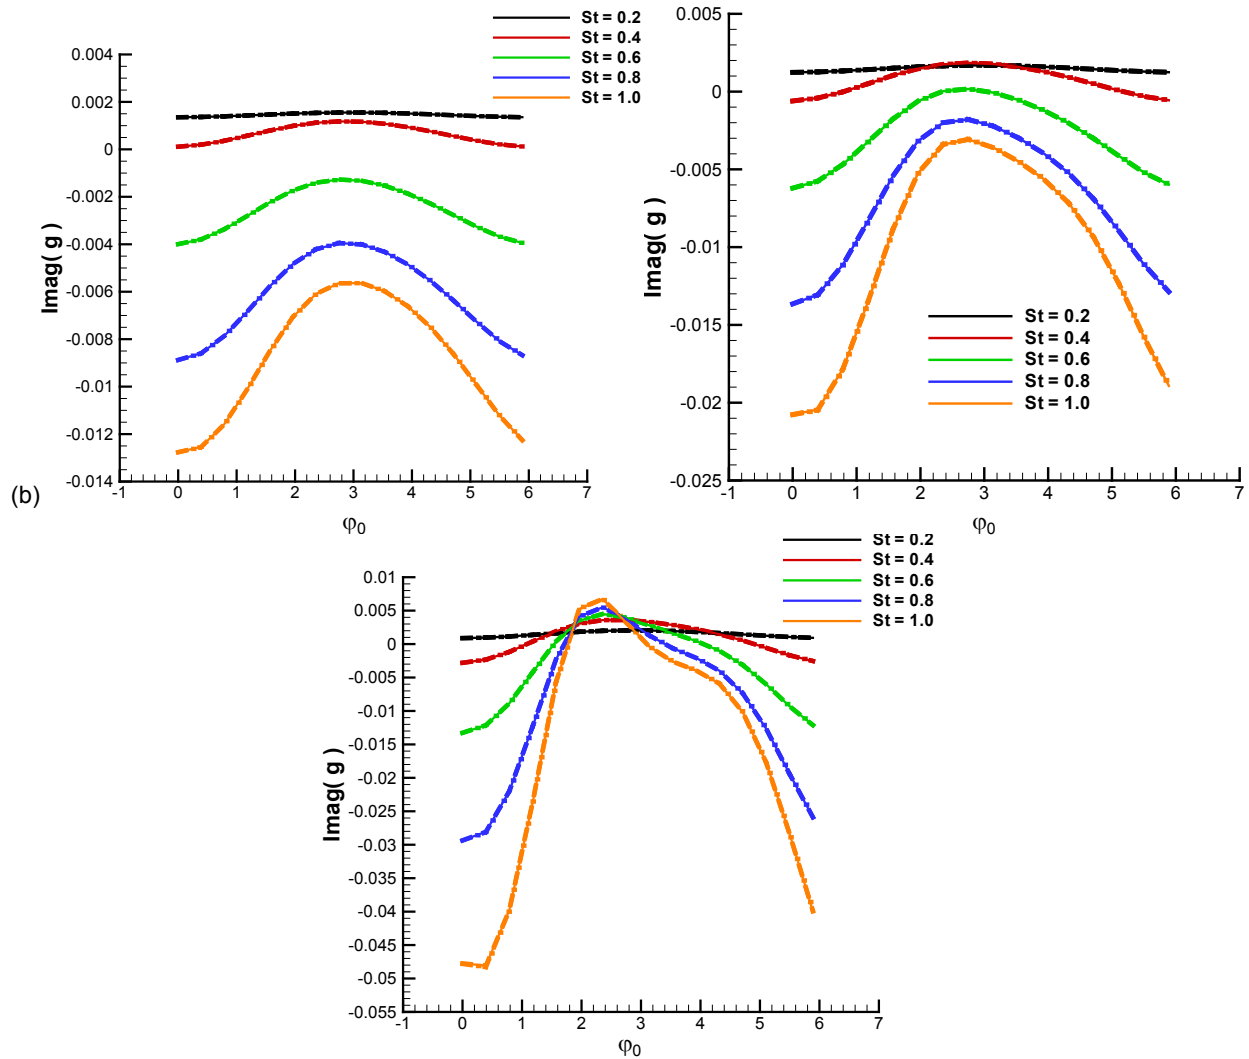 St = 0.2
St = 0.4
St = 0.6
St = 0.8
St = 1.0
0.004
0.002
0
-0.002
-0.004
-0.006
-0.008
-0.01
-0.012
-0.014
Imag( g )
-1 0 1 2 3 4 5 6 7
φ0
(b)
0.005
0
-0.005
-0.01
-0.015
-0.02
-0.025
Imag( g )
St = 0.2
St = 0.4
St = 0.6
St = 0.8
St = 1.0
-1 0 1 2 3 4 5 6 7
φ0
St = 0.2
St = 0.4
St = 0.6
St = 0.8
St = 1.0
0.01
0.005
0
-0.005
-0.01
-0.015
-0.02
-0.025
-0.03
-0.035
-0.04
-0.045
-0.05
-0.055
Imag( g )
-1 0 1 2 3 4 5 6 7
φ0